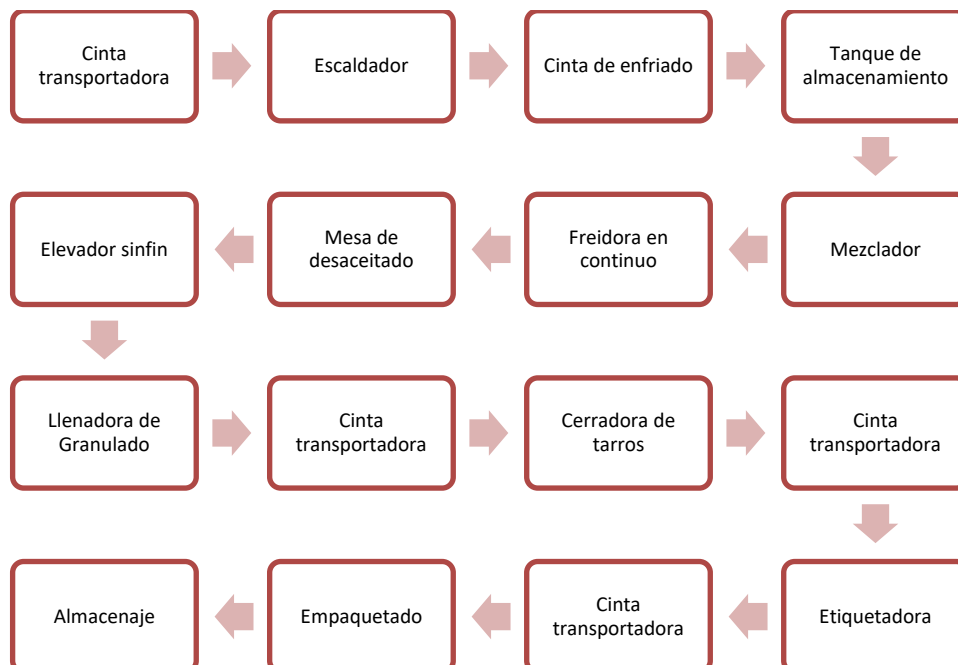 Cinta
transportadora
Escaldador
Cinta de enfriado
Tanque de
almacenamiento
Mezclador
Freidora en
continuo
Mesa de
desaceitado
Elevador sinfin
Llenadora de
Granulado
Cinta
transportadora
Cerradora de
tarros
Cinta
transportadora
Etiquetadora
Cinta
transportadora
Empaquetado
Almacenaje